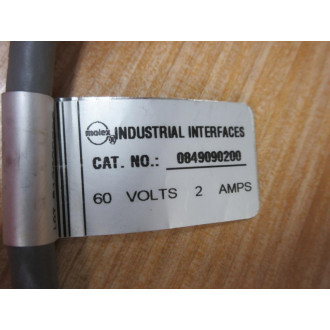 molex INDUSTRIAL INTERFACES
CAT. NO.: 0849090200
60 VOLTS 2 AMPS